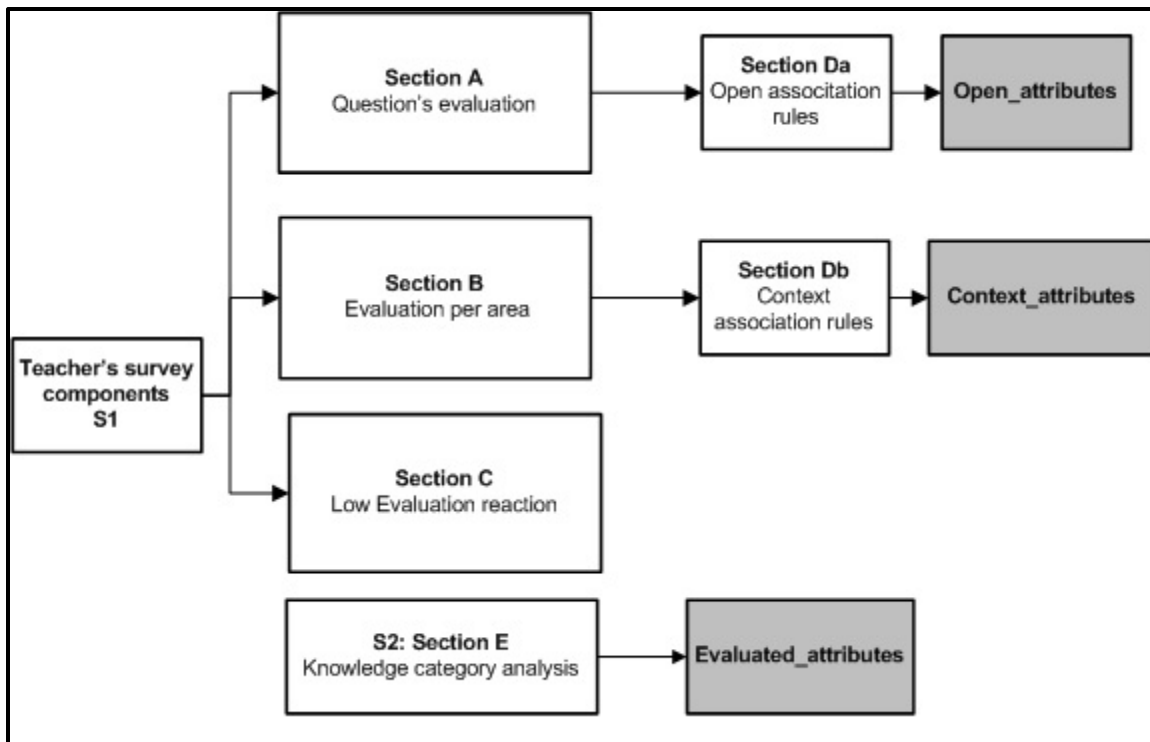 Section A
Question's evaluation
Section Da
Open associtation
rules
Open_attributes
Section B
Evaluation per area
Section Db
Context
association rules
Context_attributes
Teacher's survey
components
S1
Section C
Low Evaluation reaction
S2: Section E
Knowledge category analysis
Evaluated_attributes